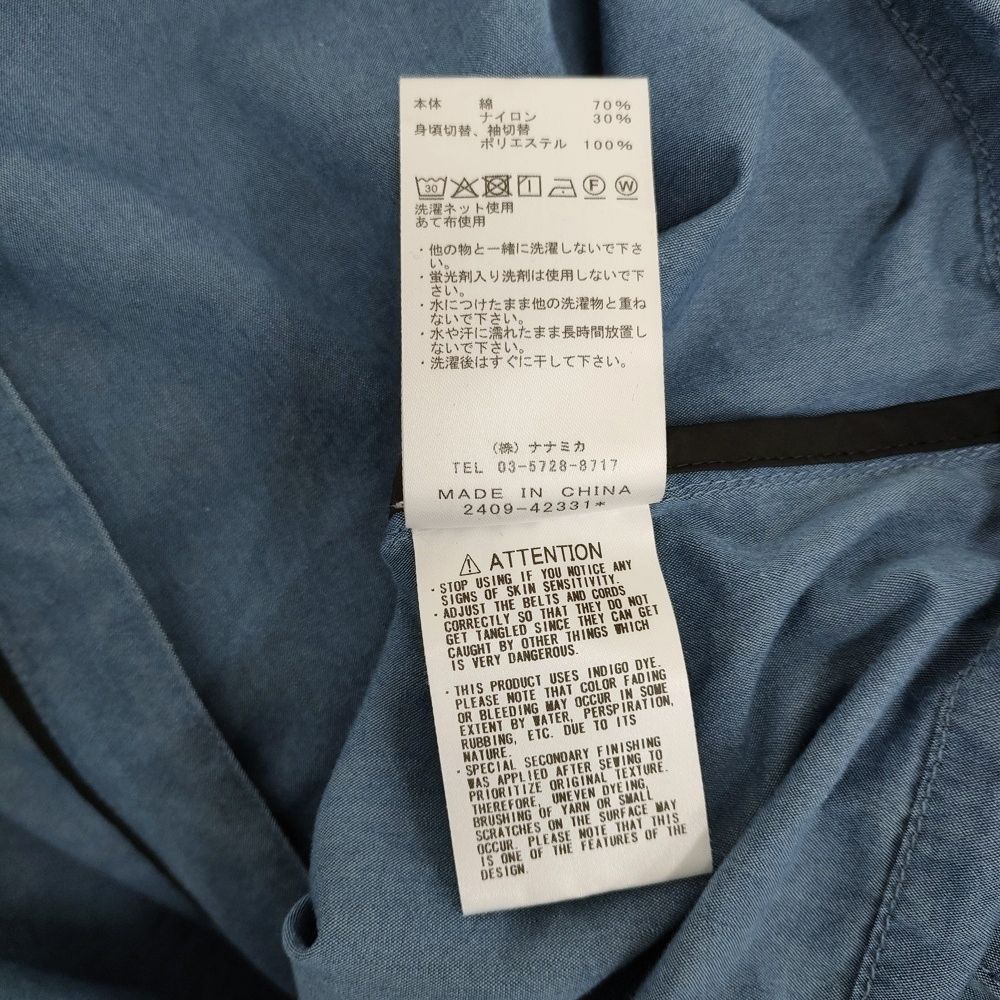 本体 綿 70%
ナイロン 30%
身頃切替、袖切替
ポリエステル 100%
30 F W
洗濯ネット使用
あて布使用
・他の物と一緒に洗濯しないで下さ
い。
・蛍光剤入り洗剤は使用しないで下
さい。
・水につけたまま他の洗濯物と重ね
ないで下さい。
・水や汗に濡れたまま長時間放置し
ないで下さい。
・洗濯後はすぐに干して下さい。
(株) ナナミカ
TEL 03-5728-8717
MADE IN CHINA
2409-42331*
⚠ ATTENTION
・STOP USING IF YOU NOTICE ANY
SIGNS OF SKIN SENSITIVITY.
・ADJUST THE BELTS AND CORDS
CORRECTLY SO THAT THEY DO NOT
GET TANGLED SINCE THEY CAN GET
CAUGHT BY OTHER THINGS WHICH
IS VERY DANGEROUS.
・THIS PRODUCT USES INDIGO DYE.
PLEASE NOTE THAT COLOR FADING
OR BLEEDING MAY OCCUR IN SOME
EXTENT BY WATER, PERSPIRATION,
RUBBING, ETC. DUE TO ITS
NATURE.
・SPECIAL SECONDARY FINISHING
WAS APPLIED AFTER SEWING TO
PRIORITIZE ORIGINAL TEXTURE.
THEREFORE, UNEVEN DYEING,
BRUSHING OF YARN OR SMALL
SCRATCHES ON THE SURFACE MAY
OCCUR. PLEASE NOTE THAT THIS
IS ONE OF THE FEATURES OF THE
DESIGN.